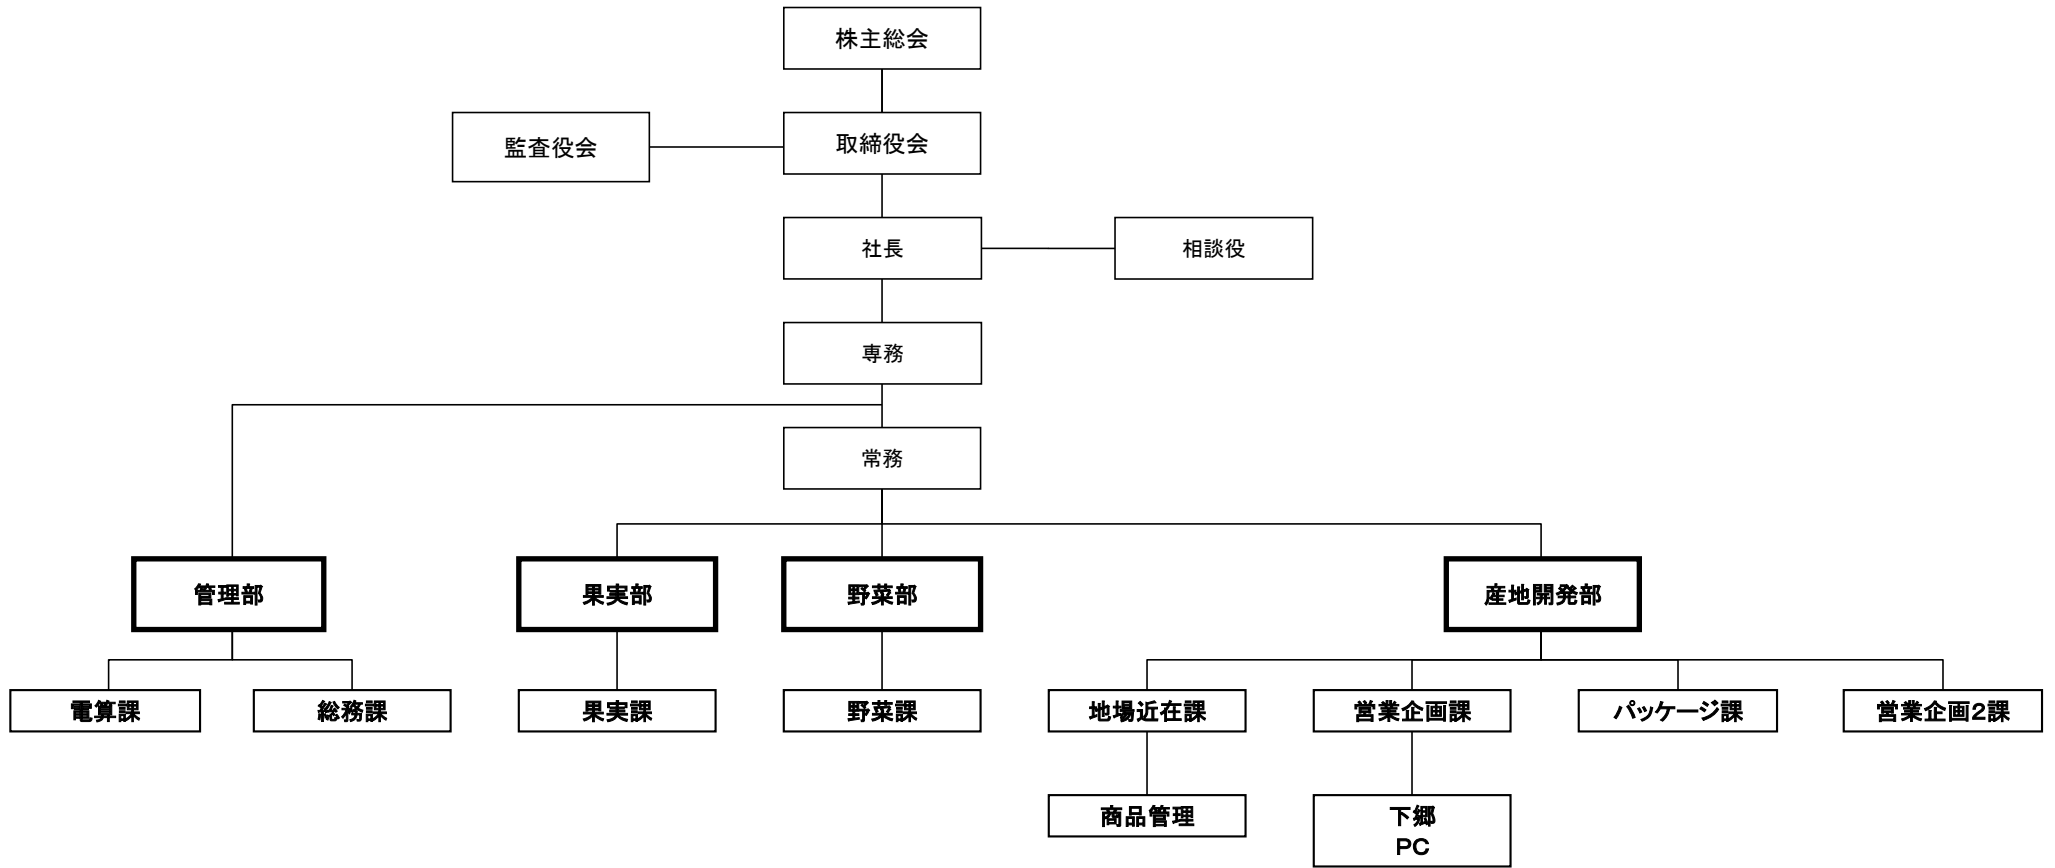 株主総会
監査役会
取締役会
社長
相談役
専務
常務
管理部
果実部
野菜部
産地開発部
電算課
総務課
果実課
野菜課
地場近在課
営業企画課
パッケージ課
営業企画２課
商品管理
下郷
PC